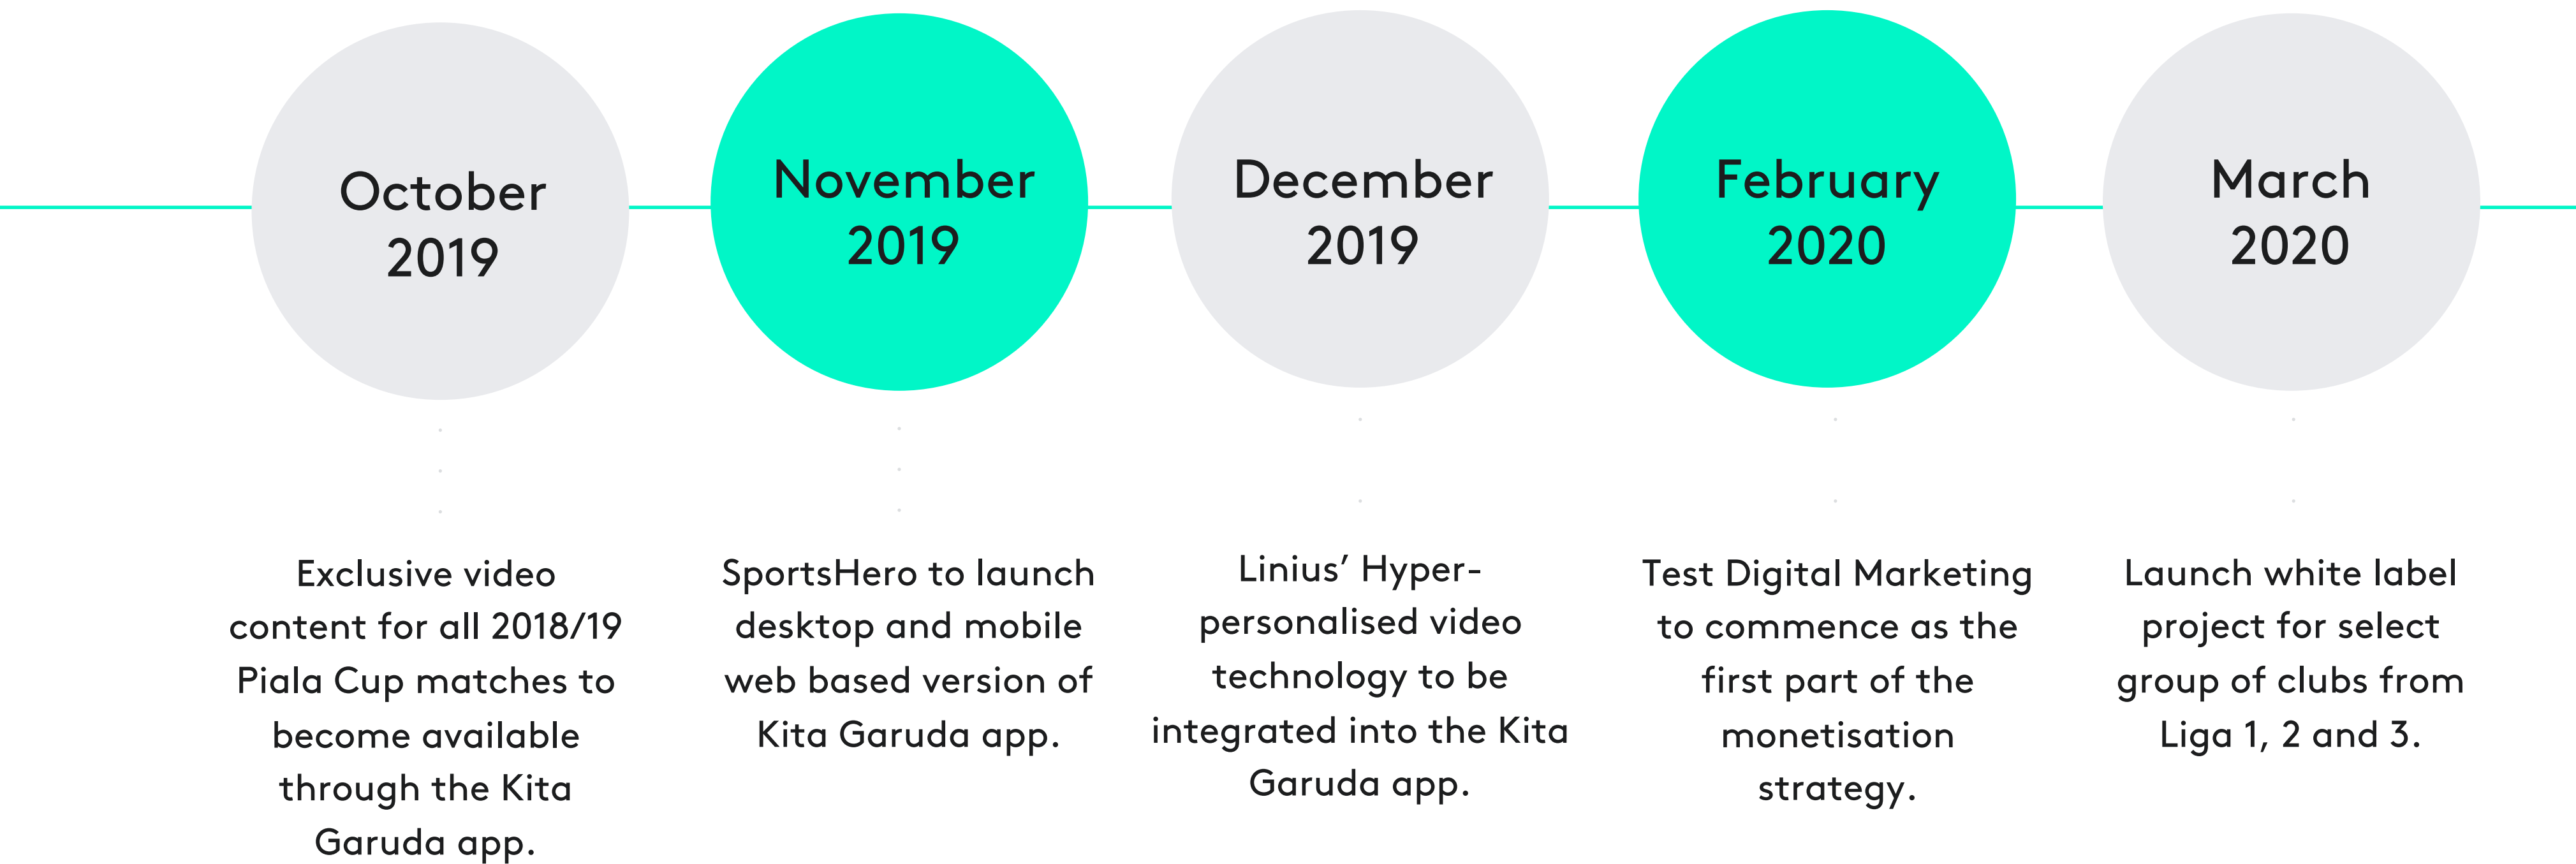 October
2019
November
2019
December
2019
February
2020
March
2020
Exclusive video
content for all 2018/19
Piala Cup matches to
become available
through the Kita
Garuda app.
SportsHero to launch
desktop and mobile
web based version of
Kita Garuda app.
Linius’ Hyper-
personalised video
technology to be
integrated into the Kita
Garuda app.
Test Digital Marketing
to commence as the
first part of the
monetisation
strategy.
Launch white label
project for select
group of clubs from
Liga 1, 2 and 3.